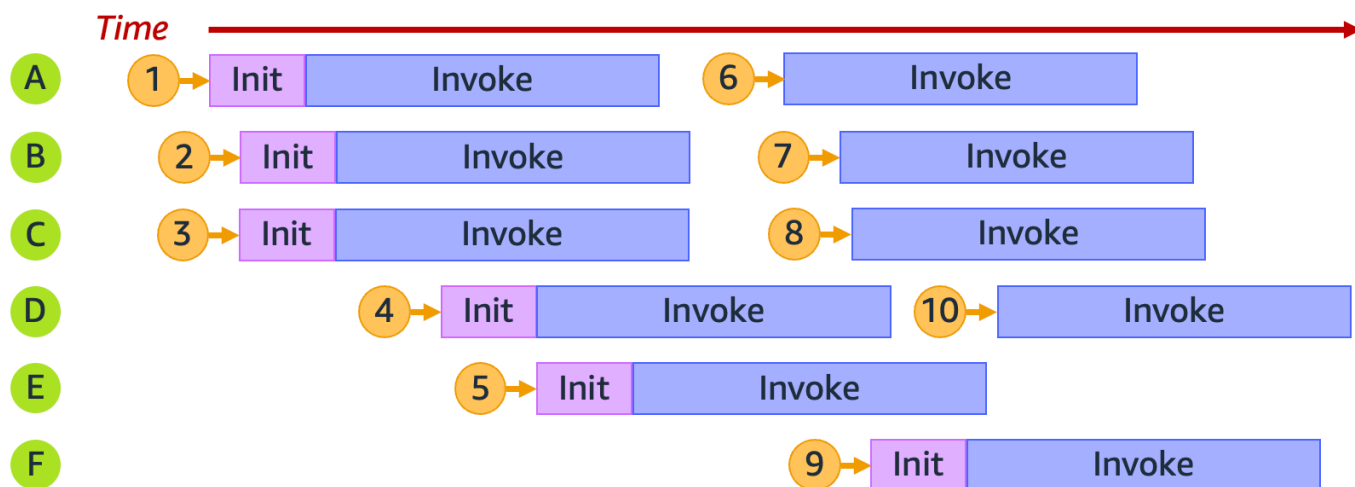 Time
A 1 Init Invoke 6 Invoke
B 2 Init Invoke 7 Invoke
C 3 Init Invoke 8 Invoke
D 4 Init Invoke 10 Invoke
E 5 Init Invoke
F 9 Init Invoke